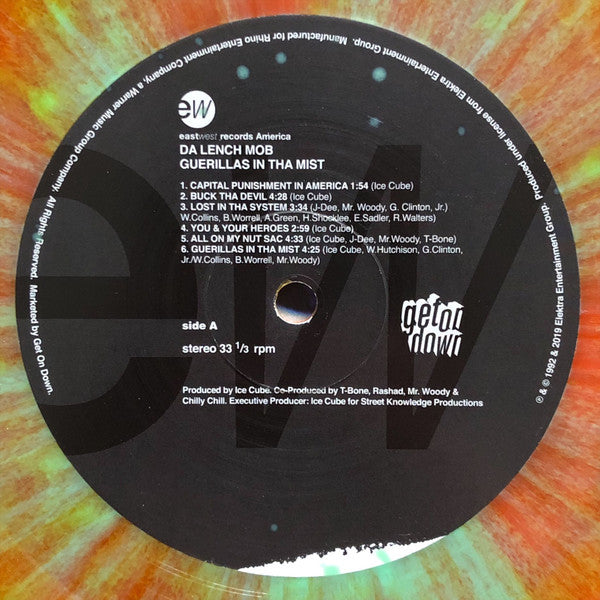 ew
eastwest records America
DA LENCH MOB
GUERILLAS IN THA MIST
1. CAPITAL PUNISHMENT IN AMERICA 1:54 (Ice Cube)
2. BUCK THA DEVIL 4:28 (Ice Cube)
3. LOST IN THA SYSTEM 3:34 (J-Dee, Mr. Woody, G. Clinton, Jr./
W.Collins, B.Worrell, A.Green, H.Shocklee, E.Sadler, R.Walters)
4. YOU & YOUR HEROES 2:59 (Ice Cube)
5. ALL ON MY NUT SAC 4:33 (Ice Cube, J-Dee, Mr.Woody, T-Bone)
6. GUERILLAS IN THA MIST 4:25 (Ice Cube, W.Hutchison, G.Clinton,
Jr./W.Collins, B.Worrell, Mr.Woody)
side A
stereo 33 1/3 rpm
get on
down
Produced by Ice Cube. Co-Produced by T-Bone, Rashad, Mr. Woody &
Chilly Chill. Executive Producer: Ice Cube for Street Knowledge Productions
℗ & © 1992 & 2019 Elektra Entertainment Group. Produced under license from Elektra Entertainment Group. Manufactured for Rhino Entertainment Company, a Warner Music Group Company. All Rights Reserved. Marketed by Get On Down.
ew